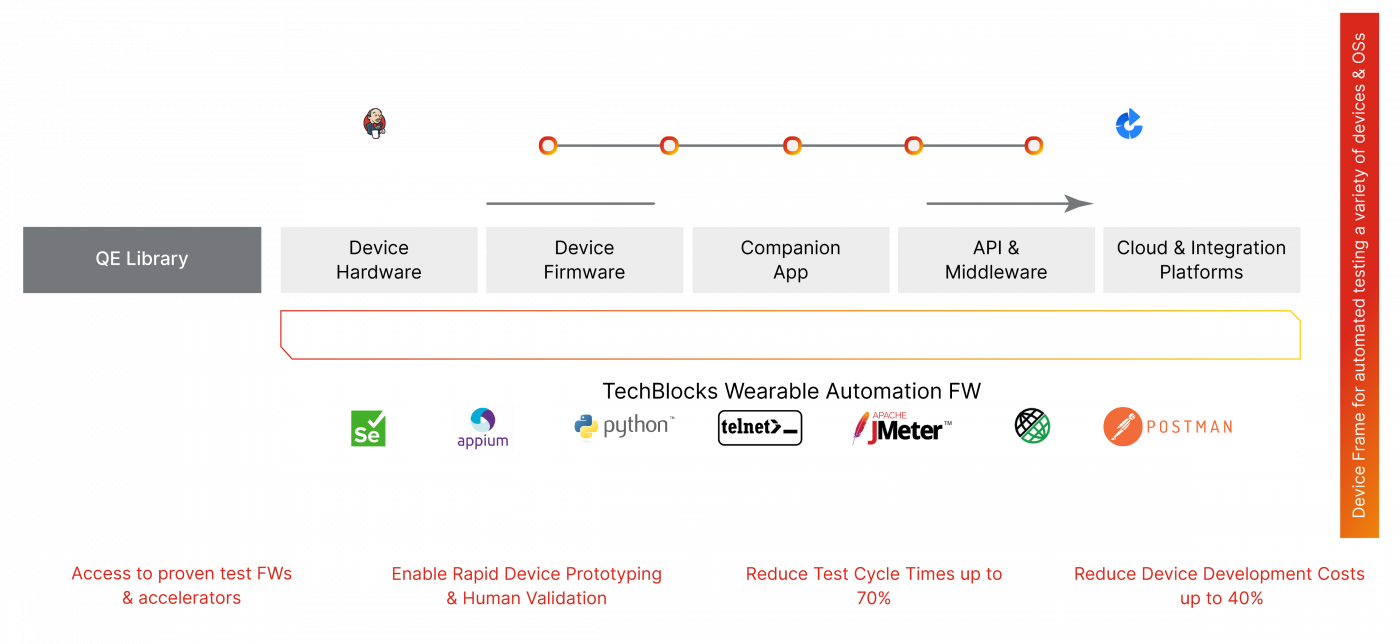 QE Library
Device
Hardware
Device
Firmware
Companion
App
API &
Middleware
Cloud & Integration
Platforms
TechBlocks Wearable Automation FW
Se
appium
python™
telnet
APACHE
JMeter™
POSTMAN
Access to proven test FWs
& accelerators
Enable Rapid Device Prototyping
& Human Validation
Reduce Test Cycle Times up to
70%
Reduce Device Development Costs
up to 40%
Device Frame for automated testing a variety of devices & OSs